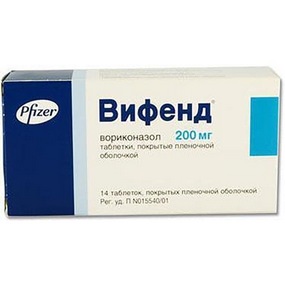 Pfizer
Вифенд®
вориконазол 200 мг
таблетки, покрытые пленочной
оболочкой
14 таблеток, покрытых пленочной оболочкой
Рег. уд. П N015540/01